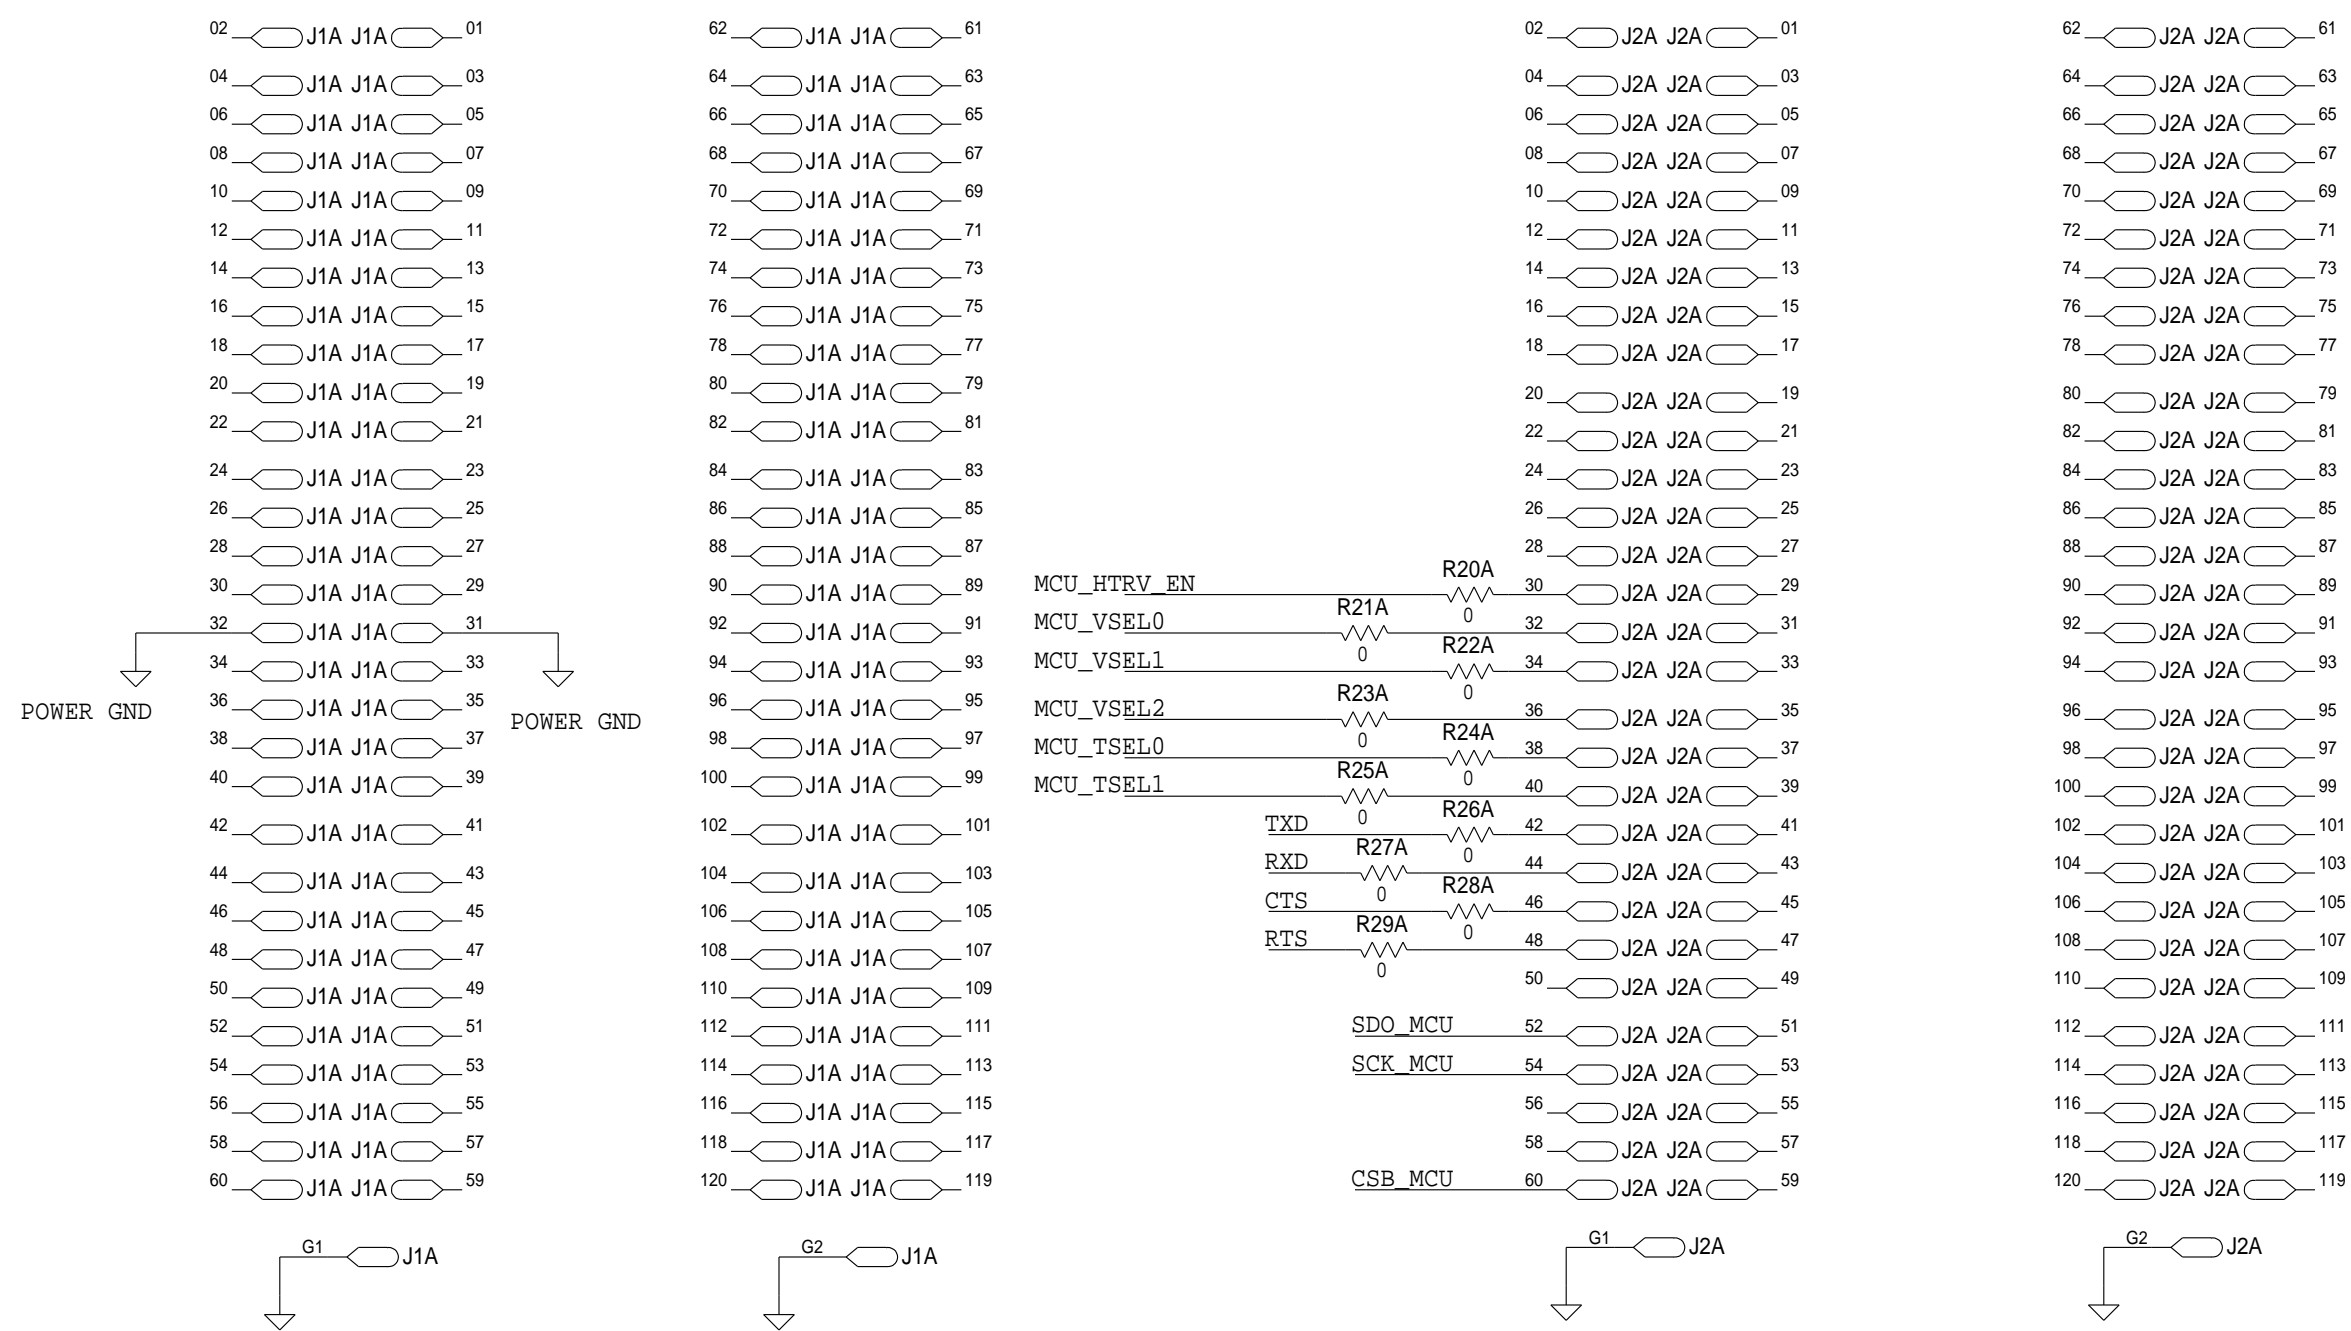 02 J1A J1A 01 62 J1A J1A 61 02 J2A J2A 01 62 J2A J2A 61
04 J1A J1A 03 64 J1A J1A 63 04 J2A J2A 03 64 J2A J2A 63
06 J1A J1A 05 66 J1A J1A 65 06 J2A J2A 05 66 J2A J2A 65
08 J1A J1A 07 68 J1A J1A 67 08 J2A J2A 07 68 J2A J2A 67
10 J1A J1A 09 70 J1A J1A 69 10 J2A J2A 09 70 J2A J2A 69
12 J1A J1A 11 72 J1A J1A 71 12 J2A J2A 11 72 J2A J2A 71
14 J1A J1A 13 74 J1A J1A 73 14 J2A J2A 13 74 J2A J2A 73
16 J1A J1A 15 76 J1A J1A 75 16 J2A J2A 15 76 J2A J2A 75
18 J1A J1A 17 78 J1A J1A 77 18 J2A J2A 17 78 J2A J2A 77
20 J1A J1A 19 80 J1A J1A 79 20 J2A J2A 19 80 J2A J2A 79
22 J1A J1A 21 82 J1A J1A 81 22 J2A J2A 21 82 J2A J2A 81
24 J1A J1A 23 84 J1A J1A 83 24 J2A J2A 23 84 J2A J2A 83
26 J1A J1A 25 86 J1A J1A 85 26 J2A J2A 25 86 J2A J2A 85
28 J1A J1A 27 88 J1A J1A 87 28 J2A J2A 27 88 J2A J2A 87
30 J1A J1A 29 90 J1A J1A 89 MCU_HTRV_EN R20A 0 30 J2A J2A 29 90 J2A J2A 89
32 J1A J1A 31 92 J1A J1A 91 MCU_VSEL0 R21A 0 32 J2A J2A 31 92 J2A J2A 91
34 J1A J1A 33 94 J1A J1A 93 MCU_VSEL1 R22A 0 34 J2A J2A 33 94 J2A J2A 93
POWER GND 36 J1A J1A 35 POWER GND 96 J1A J1A 95 MCU_VSEL2 R23A 0 36 J2A J2A 35 96 J2A J2A 95
38 J1A J1A 37 98 J1A J1A 97 MCU_TSEL0 R24A 0 38 J2A J2A 37 98 J2A J2A 97
40 J1A J1A 39 100 J1A J1A 99 MCU_TSEL1 R25A 0 40 J2A J2A 39 100 J2A J2A 99
42 J1A J1A 41 102 J1A J1A 101 TXD R26A 0 42 J2A J2A 41 102 J2A J2A 101
44 J1A J1A 43 104 J1A J1A 103 RXD R27A 0 44 J2A J2A 43 104 J2A J2A 103
46 J1A J1A 45 106 J1A J1A 105 CTS R28A 0 46 J2A J2A 45 106 J2A J2A 105
48 J1A J1A 47 108 J1A J1A 107 RTS R29A 0 48 J2A J2A 47 108 J2A J2A 107
50 J1A J1A 49 110 J1A J1A 109 50 J2A J2A 49 110 J2A J2A 109
52 J1A J1A 51 112 J1A J1A 111 SDO_MCU 52 J2A J2A 51 112 J2A J2A 111
54 J1A J1A 53 114 J1A J1A 113 SCK_MCU 54 J2A J2A 53 114 J2A J2A 113
56 J1A J1A 55 116 J1A J1A 115 56 J2A J2A 55 116 J2A J2A 115
58 J1A J1A 57 118 J1A J1A 117 58 J2A J2A 57 118 J2A J2A 117
60 J1A J1A 59 120 J1A J1A 119 CSB_MCU 60 J2A J2A 59 120 J2A J2A 119
G1 J1A G2 J1A G1 J2A G2 J2A